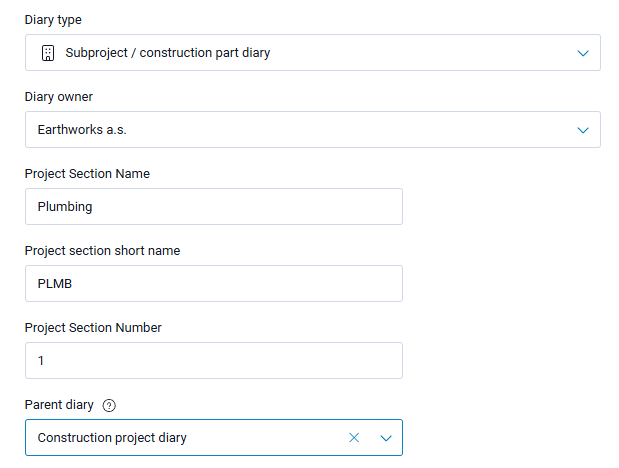 Diary type
Subproject / construction part diary
Diary owner
Earthworks a.s.
Project Section Name
Plumbing
Project section short name
PLMB
Project Section Number
1
Parent diary ?
Construction project diary